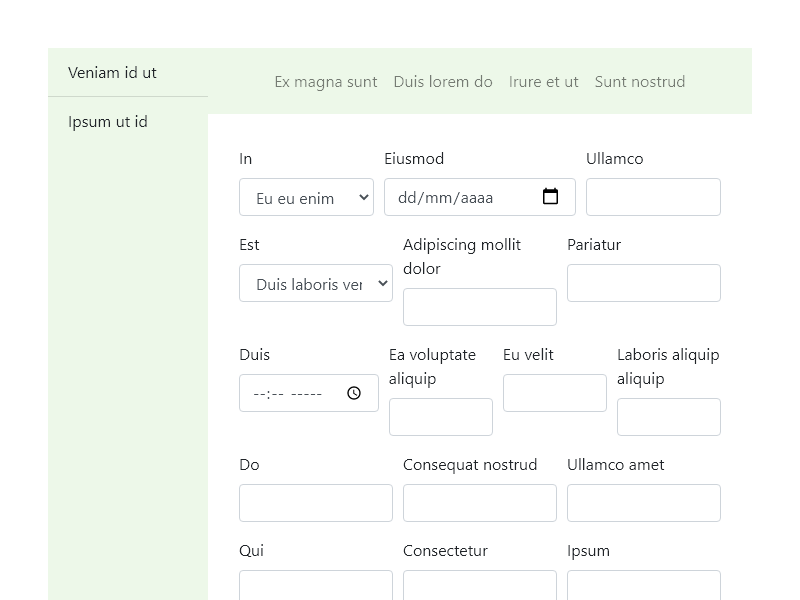 Veniam id ut
Ipsum ut id
Ex magna sunt Duis lorem do Irure et ut Sunt nostrud
In Eiusmod Ullamco
Eu eu enim dd/mm/aaaa
Est Adipiscing mollit dolor Pariatur
Duis laboris ver
Duis Ea voluptate aliquip Eu velit Laboris aliquip aliquip
--:-- -----
Do Consequat nostrud Ullamco amet
Qui Consectetur Ipsum